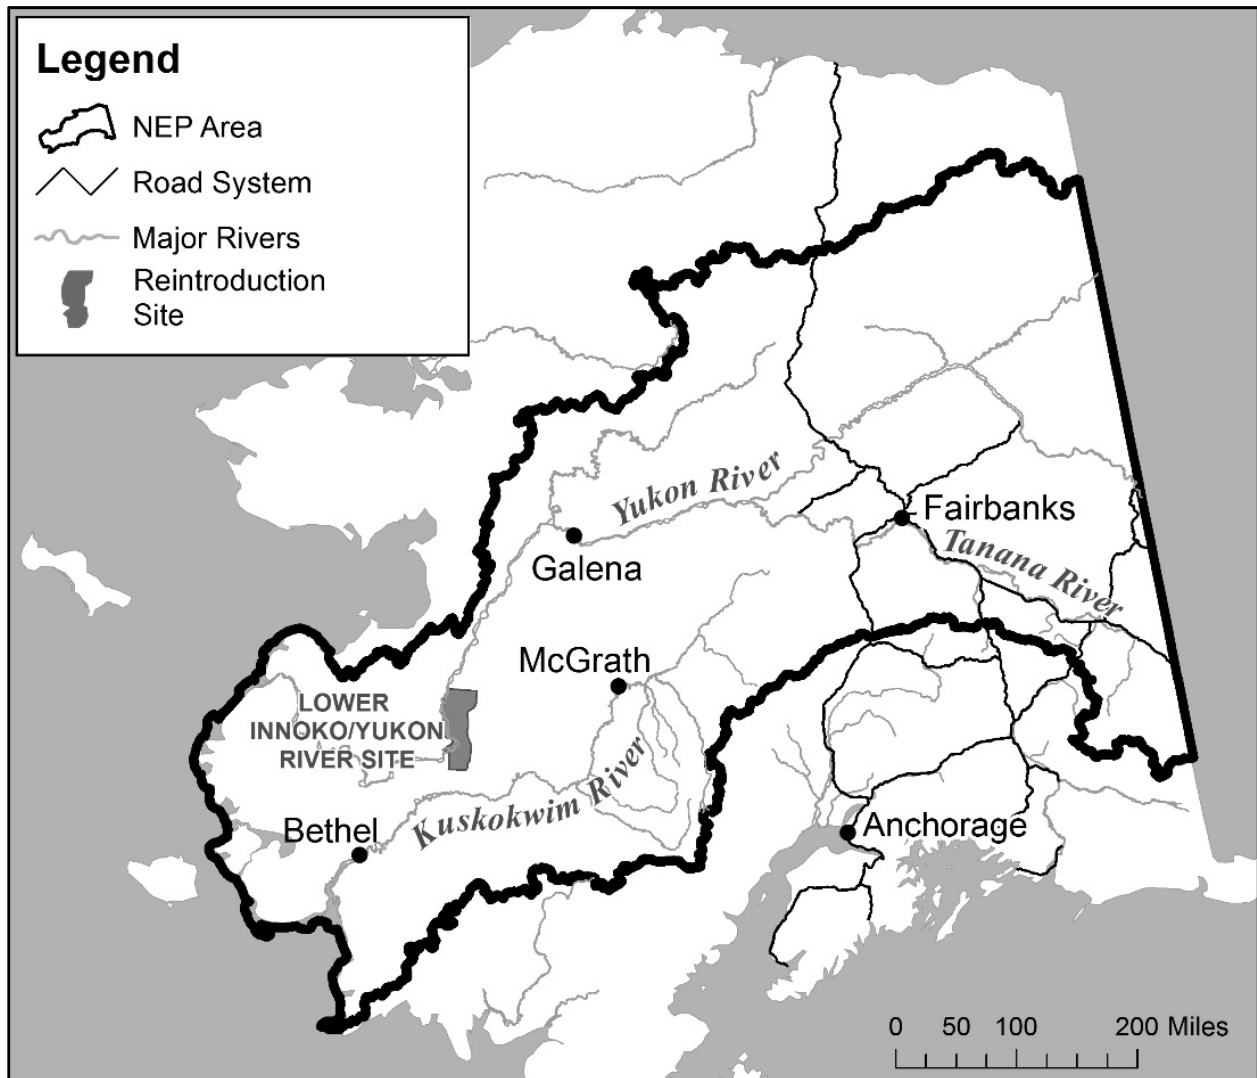 Legend
NEP Area
Road System
Major Rivers
Reintroduction
Site
Yukon River
Fairbanks
Galena
Tanana River
McGrath
LOWER
INNOKO/YUKON
RIVER SITE
Kuskokwim River
Bethel
Anchorage
0 50 100 200 Miles